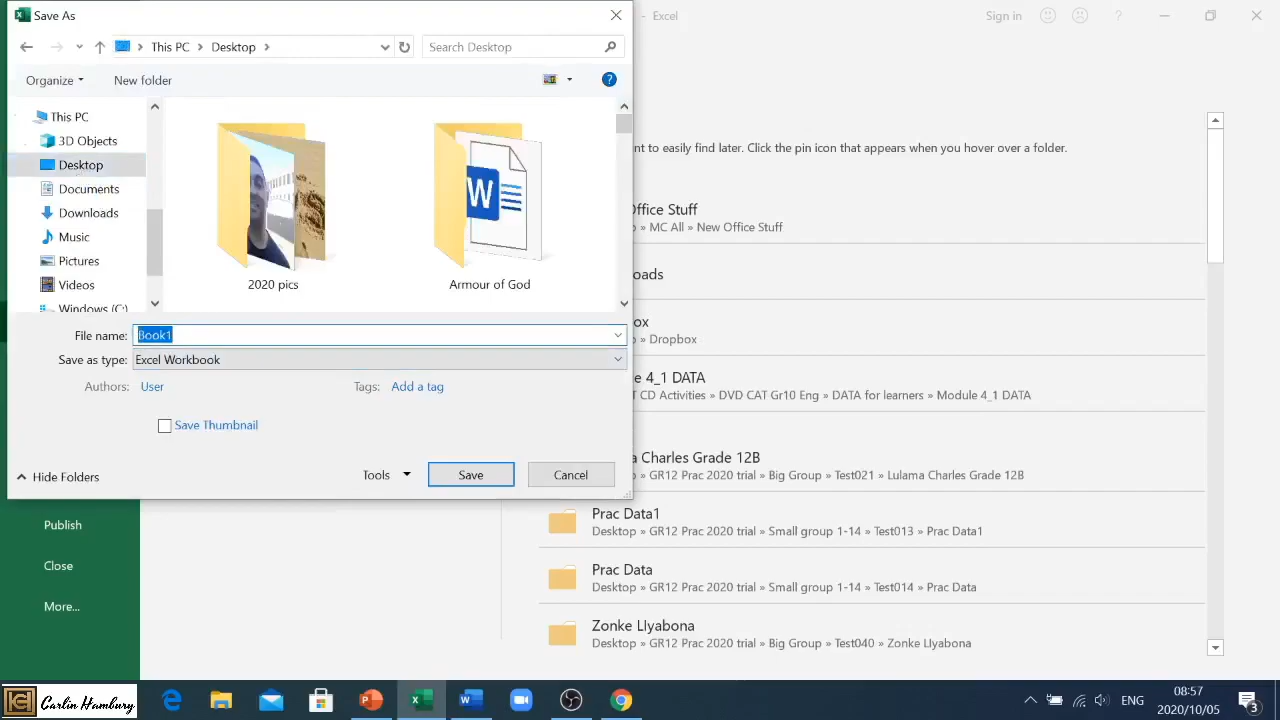 Save As
- Excel
Sign in
?
This PC
Desktop
Search Desktop
Organize
New folder
?
This PC
3D Objects
Desktop
Documents
Downloads
Music
Pictures
Videos
Windows (C:)
2020 pics
W
Armour of God
File name:
Book1
Save as type:
Excel Workbook
Authors:
User
Tags:
Add a tag
Save Thumbnail
Hide Folders
Tools
Save
Cancel
nt to easily find later. Click the pin icon that appears when you hover over a folder.
Office Stuff
p » MC All » New Office Stuff
oads
ox
p » Dropbox
e 4_1 DATA
T CD Activities » DVD CAT Gr10 Eng » DATA for learners » Module 4_1 DATA
a Charles Grade 12B
p » GR12 Prac 2020 trial » Big Group » Test021 » Lulama Charles Grade 12B
Prac Data1
Desktop » GR12 Prac 2020 trial » Small group 1-14 » Test013 » Prac Data1
Prac Data
Desktop » GR12 Prac 2020 trial » Small group 1-14 » Test014 » Prac Data
Zonke LIyabona
Desktop » GR12 Prac 2020 trial » Big Group » Test040 » Zonke LIyabona
Publish
Close
More...
Carlin Hambury
ENG
08:57
2020/10/05
3